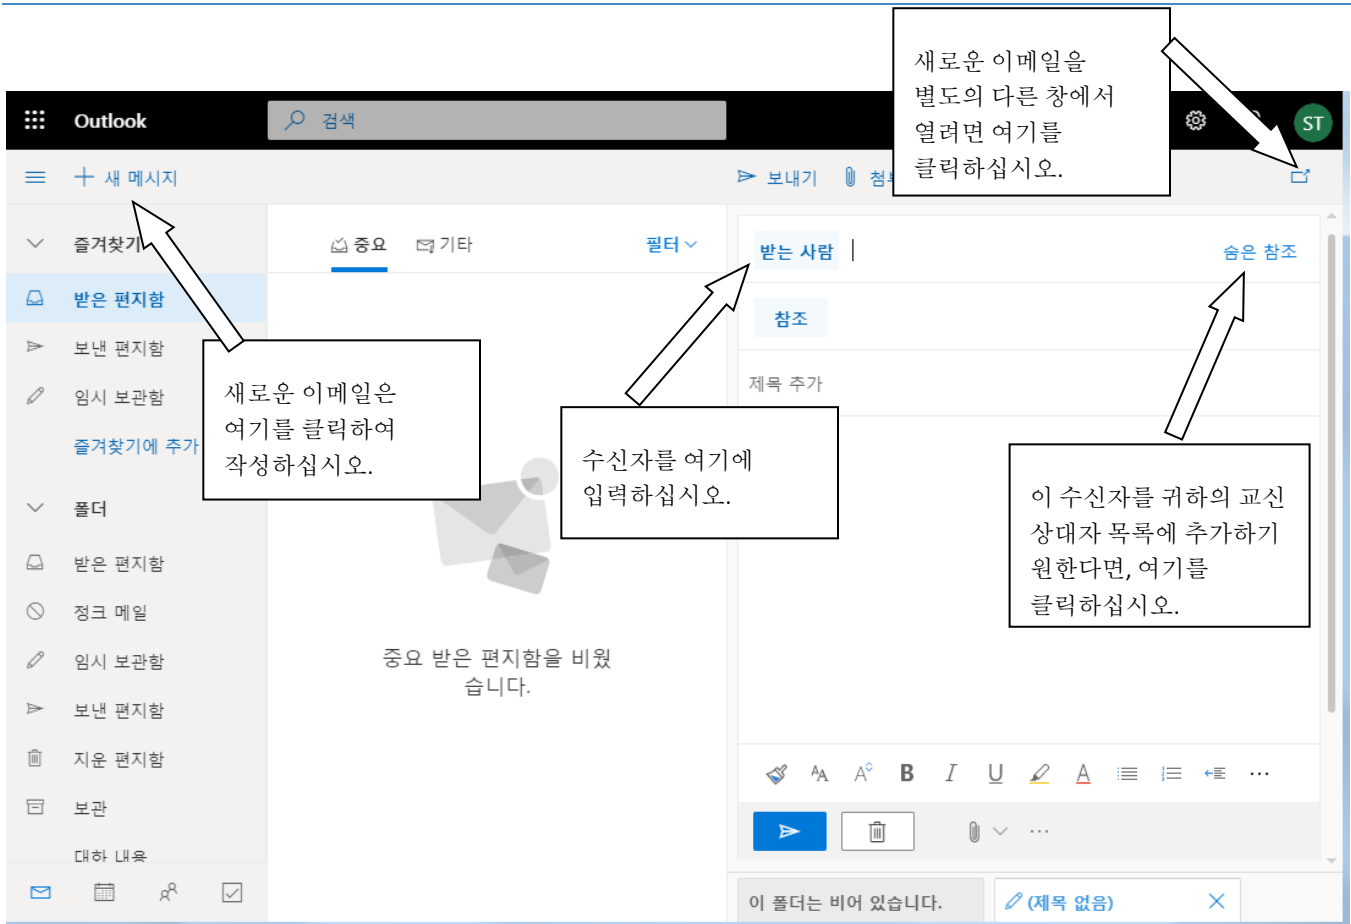 새로운 이메일을
별도의 다른 창에서
열려면 여기를
클릭하십시오.
Outlook
검색
ST
새 메시지
보내기
즐겨찾기
중요
기타
필터
받는 사람
숨은 참조
받은 편지함
참조
보낸 편지함
제목 추가
임시 보관함
새로운 이메일은
여기를 클릭하여
작성하십시오.
즐겨찾기에 추가
수신자를 여기에
입력하십시오.
이 수신자를 귀하의 교신
상대자 목록에 추가하기
원한다면, 여기를
클릭하십시오.
폴더
받은 편지함
정크 메일
임시 보관함
중요 받은 편지함을 비웠
습니다.
보낸 편지함
지운 편지함
보관
대화 내용
이 폴더는 비어 있습니다.
(제목 없음)